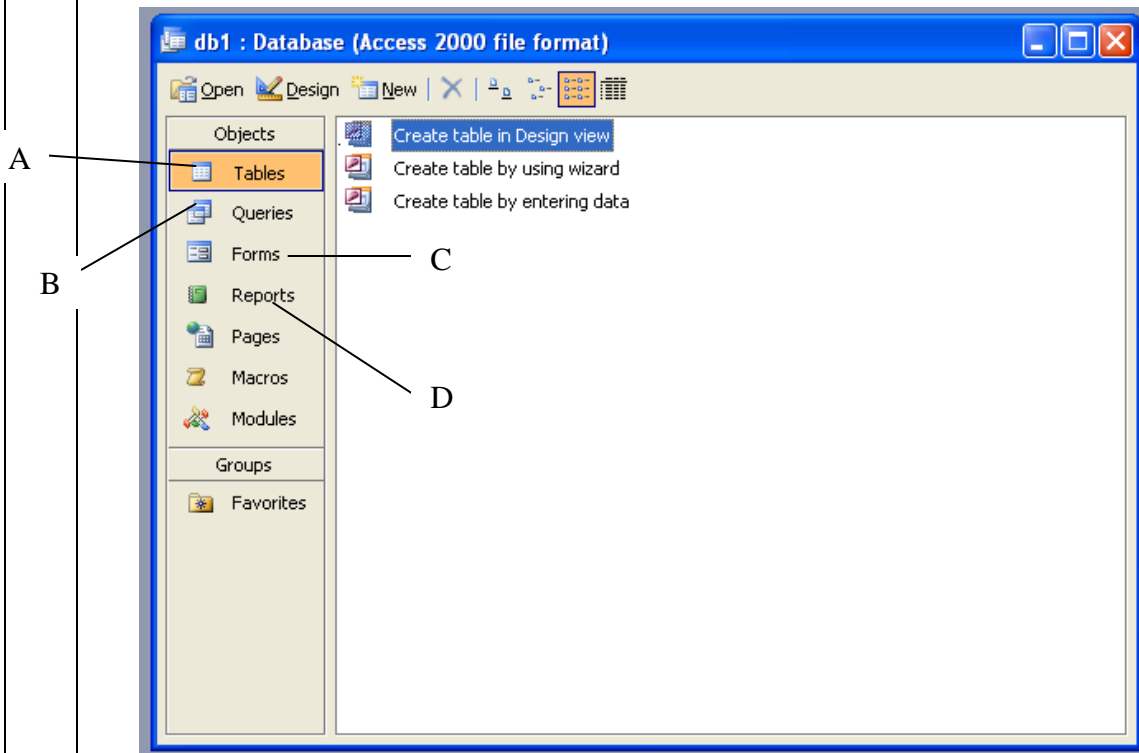 db1 : Database (Access 2000 file format)
Open Design New
Objects
Create table in Design view
A
Tables
Create table by using wizard
Queries
Create table by entering data
Forms
C
B
Reports
Pages
Macros
D
Modules
Groups
Favorites